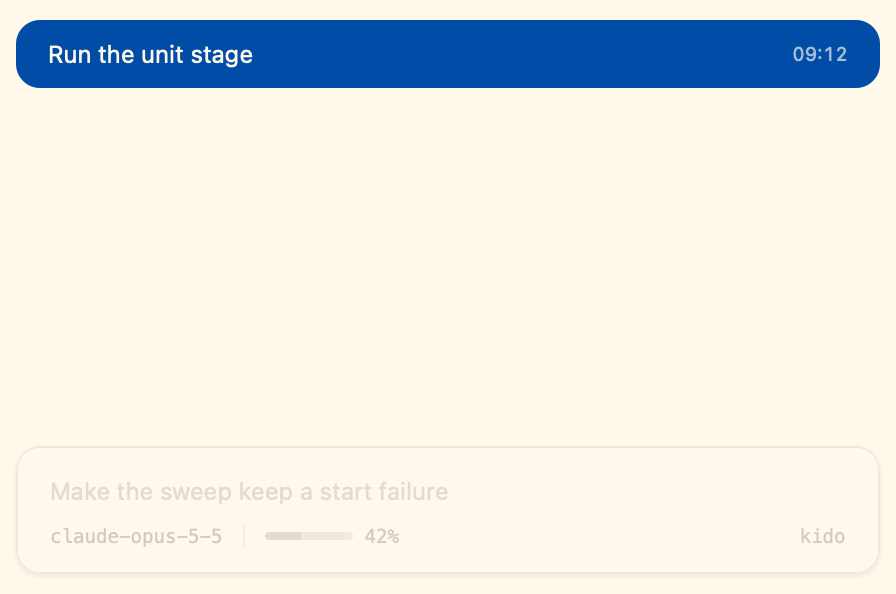 Run the unit stage 09:12
Make the sweep keep a start failure
claude-opus-5-5 42% kido